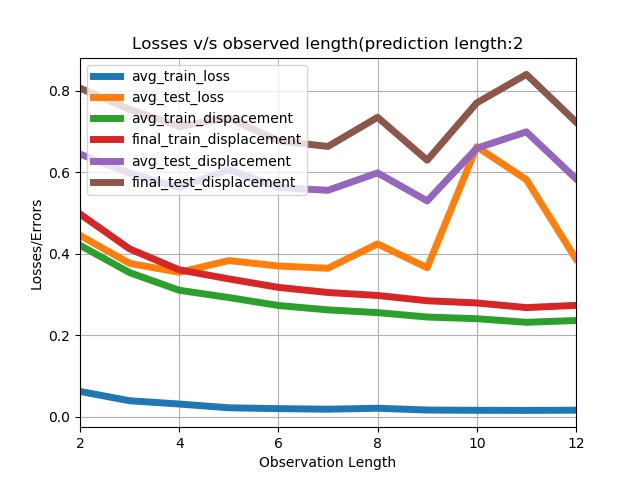 Losses v/s observed length(prediction length:2
avg_train_loss
avg_test_loss
avg_train_dispacement
final_train_displacement
avg_test_displacement
final_test_displacement
0.8
0.6
0.4
0.2
0.0
Losses/Errors
2 4 6 8 10 12
Observation Length